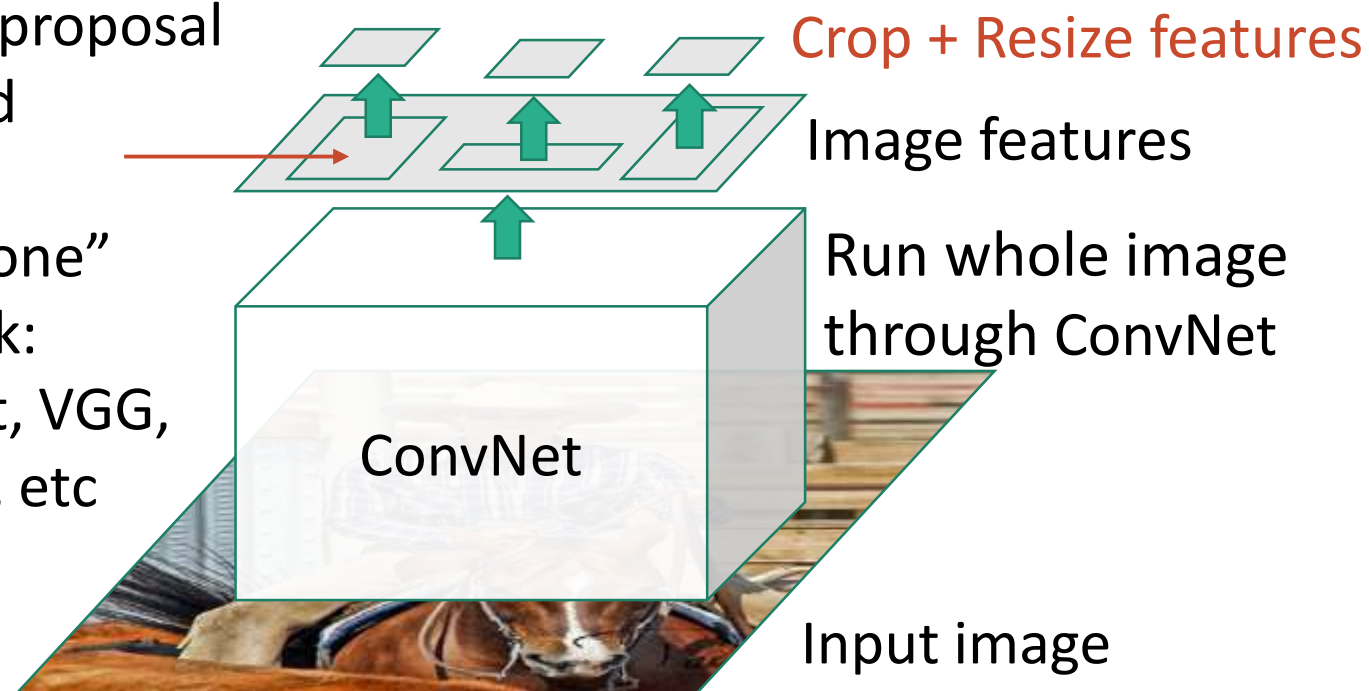 proposal
Crop + Resize features
d
Image features
one”
k:
Run whole image
through ConvNet
t, VGG,
etc
ConvNet
Input image